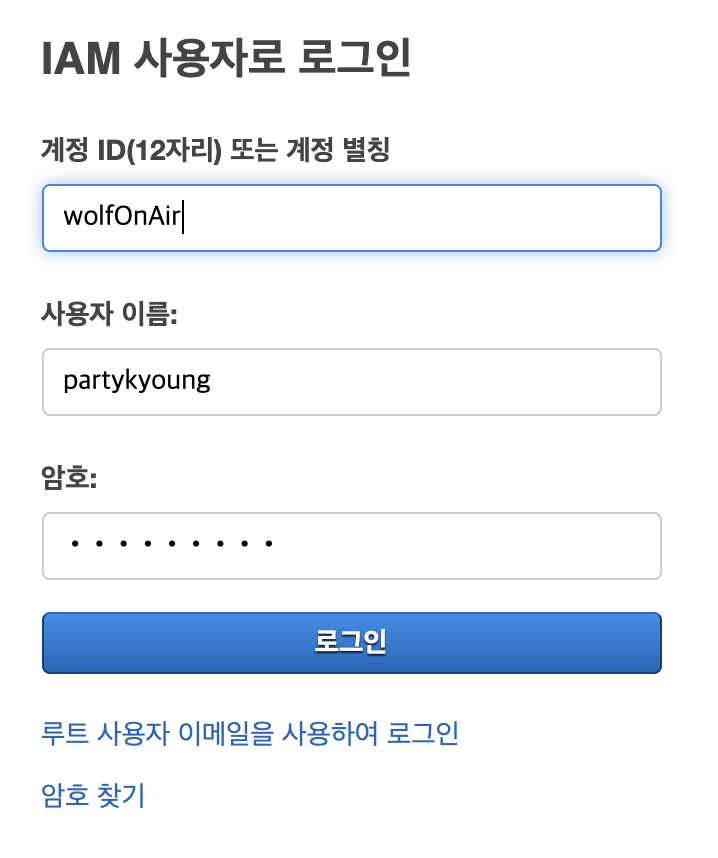 IAM 사용자로 로그인
계정 ID(12자리) 또는 계정 별칭
wolfOnAir
사용자 이름:
partykyoung
암호:
• • • • • • • • •
로그인
루트 사용자 이메일을 사용하여 로그인
암호 찾기